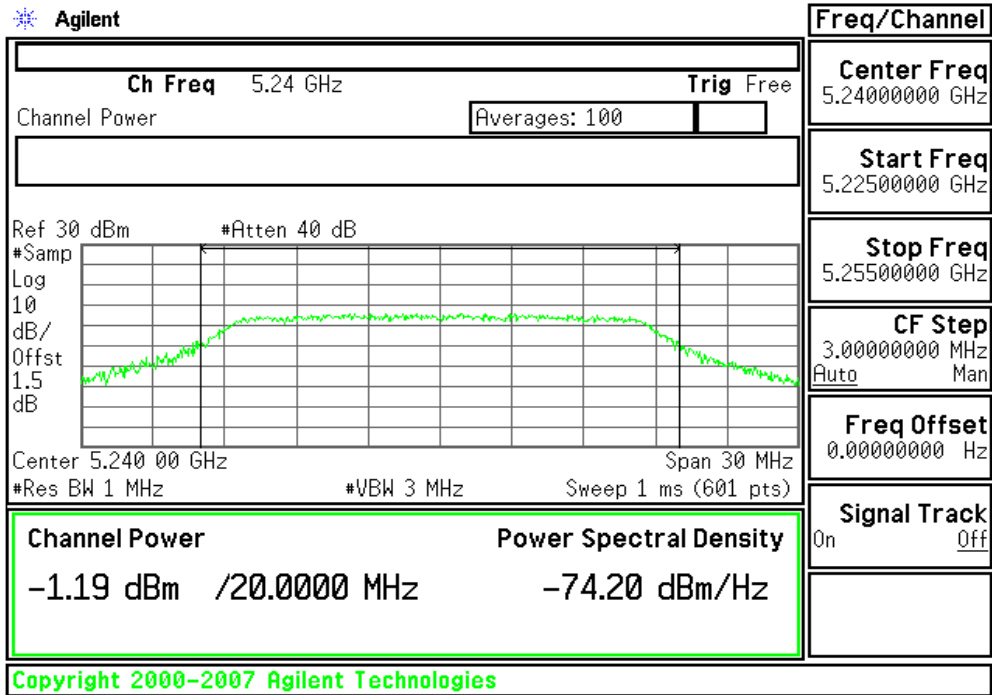 Agilent
Freq/Channel
Ch Freq 5.24 GHz Trig Free
Channel Power Averages: 100
Ref 30 dBm #Atten 40 dB
#Samp
Log
10
dB/
Offst
1.5
dB
Center 5.240 00 GHz Span 30 MHz
#Res BW 1 MHz #VBW 3 MHz Sweep 1 ms (601 pts)
Channel Power Power Spectral Density
-1.19 dBm /20.0000 MHz -74.20 dBm/Hz
Center Freq
5.24000000 GHz
Start Freq
5.22500000 GHz
Stop Freq
5.25500000 GHz
CF Step
3.00000000 MHz
Auto Man
Freq Offset
0.00000000 Hz
Signal Track
On Off
Copyright 2000-2007 Agilent Technologies